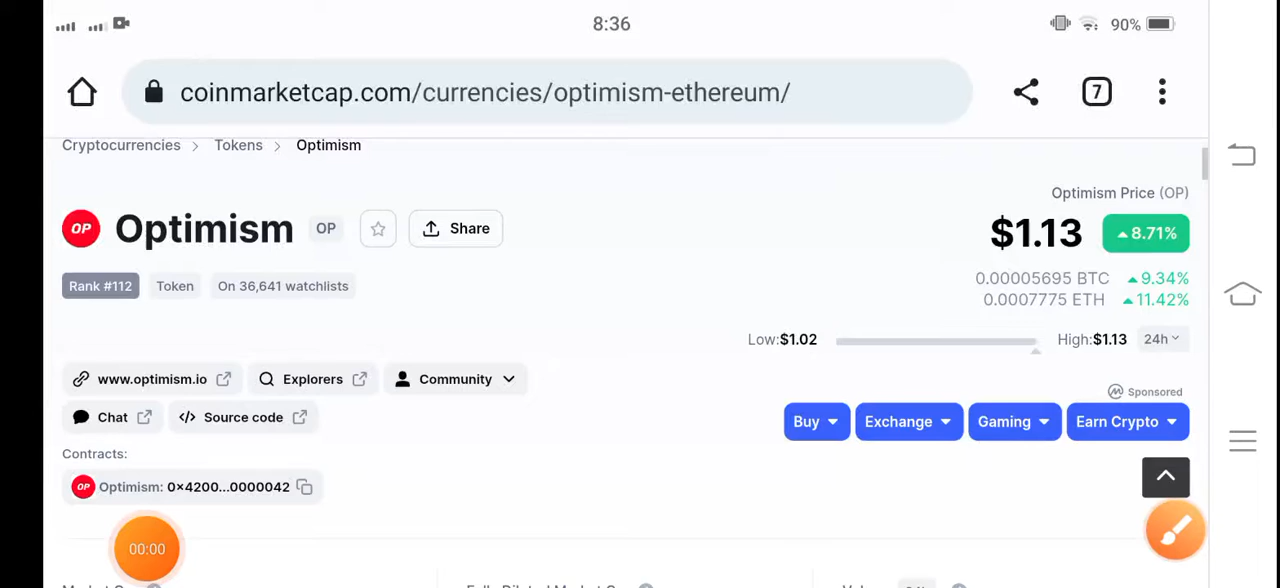 8:36
90%
coinmarketcap.com/currencies/optimism-ethereum/
7
Cryptocurrencies > Tokens > Optimism
Optimism Price (OP)
OP Optimism OP Share
$1.13 8.71%
Rank #112 Token On 36,641 watchlists
0.00005695 BTC 9.34%
0.0007775 ETH 11.42%
Low:$1.02 High:$1.13 24h
www.optimism.io Explorers Community
Sponsored
Chat </> Source code
Buy Exchange Gaming Earn Crypto
Contracts:
OP Optimism: 0×4200...0000042
00:00